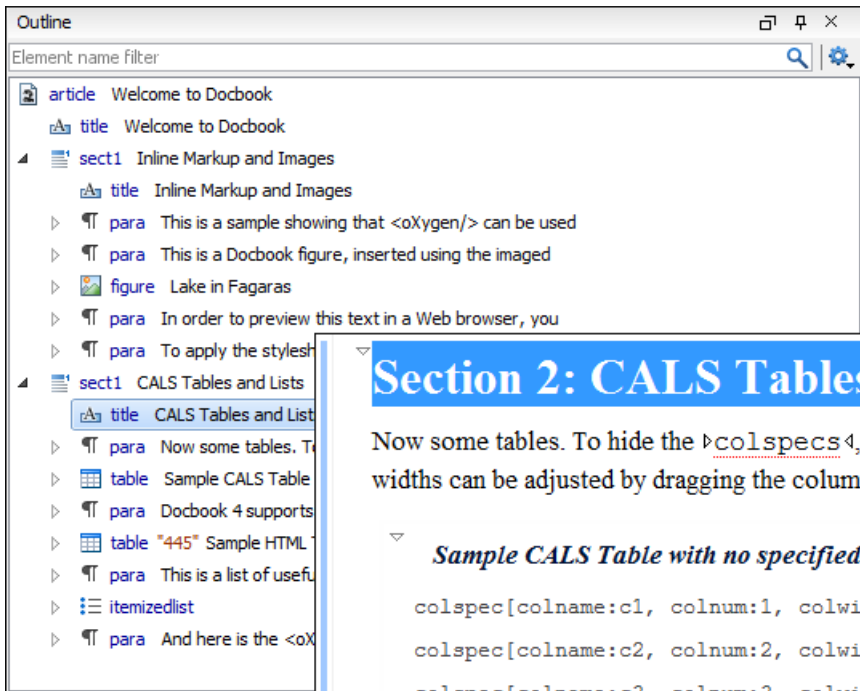 Outline
Element name filter
article Welcome to Docbook
title Welcome to Docbook
sect1 Inline Markup and Images
title Inline Markup and Images
para This is a sample showing that <oXygen/> can be used
para This is a Docbook figure, inserted using the imaged
figure Lake in Fagaras
para In order to preview this text in a Web browser, you
para To apply the stylesh
sect1 CALS Tables and Lists
title CALS Tables and List
para Now some tables. T
table Sample CALS Table
para Docbook 4 supports
table "445" Sample HTML
para This is a list of usefu
itemizedlist
para And here is the <oX
Section 2: CALS Tables
Now some tables. To hide the colspecs,
widths can be adjusted by dragging the colum
Sample CALS Table with no specified
colspec[colname:c1, colnum:1, colwi
colspec[colname:c2, colnum:2, colwi